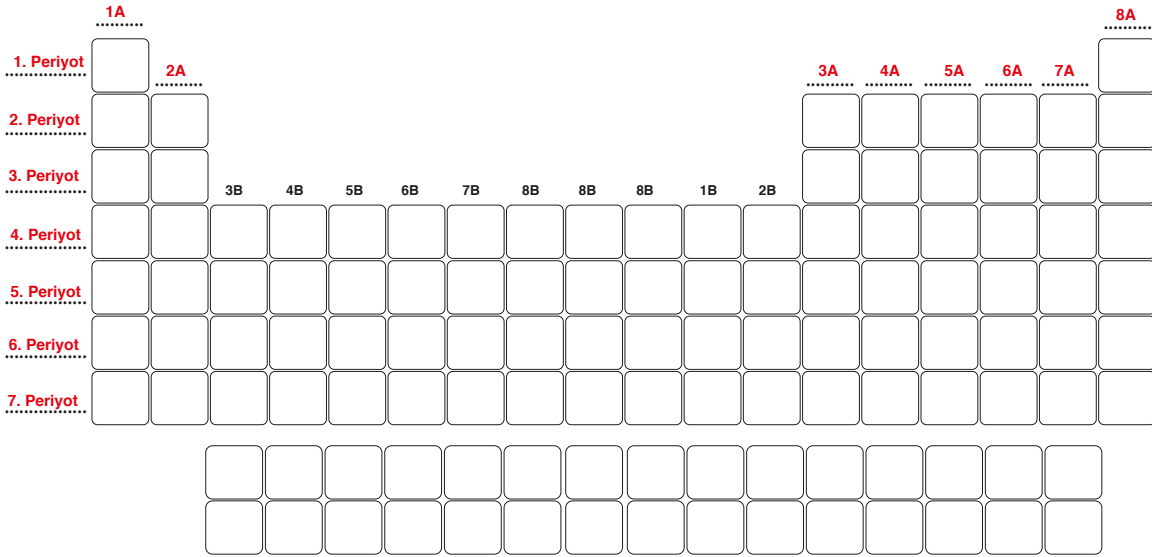 1A
8A
1. Periyot
2A
3A 4A 5A 6A 7A
2. Periyot
3. Periyot
3B 4B 5B 6B 7B 8B 8B 8B 1B 2B
4. Periyot
5. Periyot
6. Periyot
7. Periyot